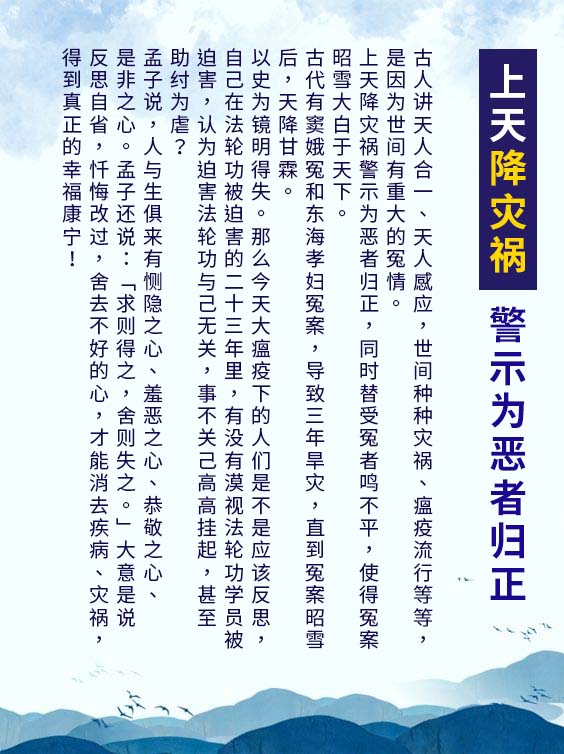 上天降灾祸 警示为恶者归正
古人讲天人合一、天人感应，世间种种灾祸、瘟疫流行等等，
是因为世间有重大的冤情。
上天降灾祸警示为恶者归正，同时替受冤者鸣不平，使得冤案
昭雪大白于天下。
古代有窦娥冤和东海孝妇冤案，导致三年旱灾，直到冤案昭雪
后，天降甘霖。
以史为镜明得失。那么今天大瘟疫下的人们是不是应该反思，
自己在法轮功被迫害的二十三年里，有没有漠视法轮功学员被
迫害，认为迫害法轮功与己无关，事不关己高高挂起，甚至
助纣为虐？
孟子说，人与生俱来有恻隐之心、羞恶之心、恭敬之心、
是非之心。孟子还说：「求则得之，舍则失之。」大意是说
反思自省，忏悔改过，舍去不好的心，才能消去疾病、灾祸，
得到真正的幸福康宁！